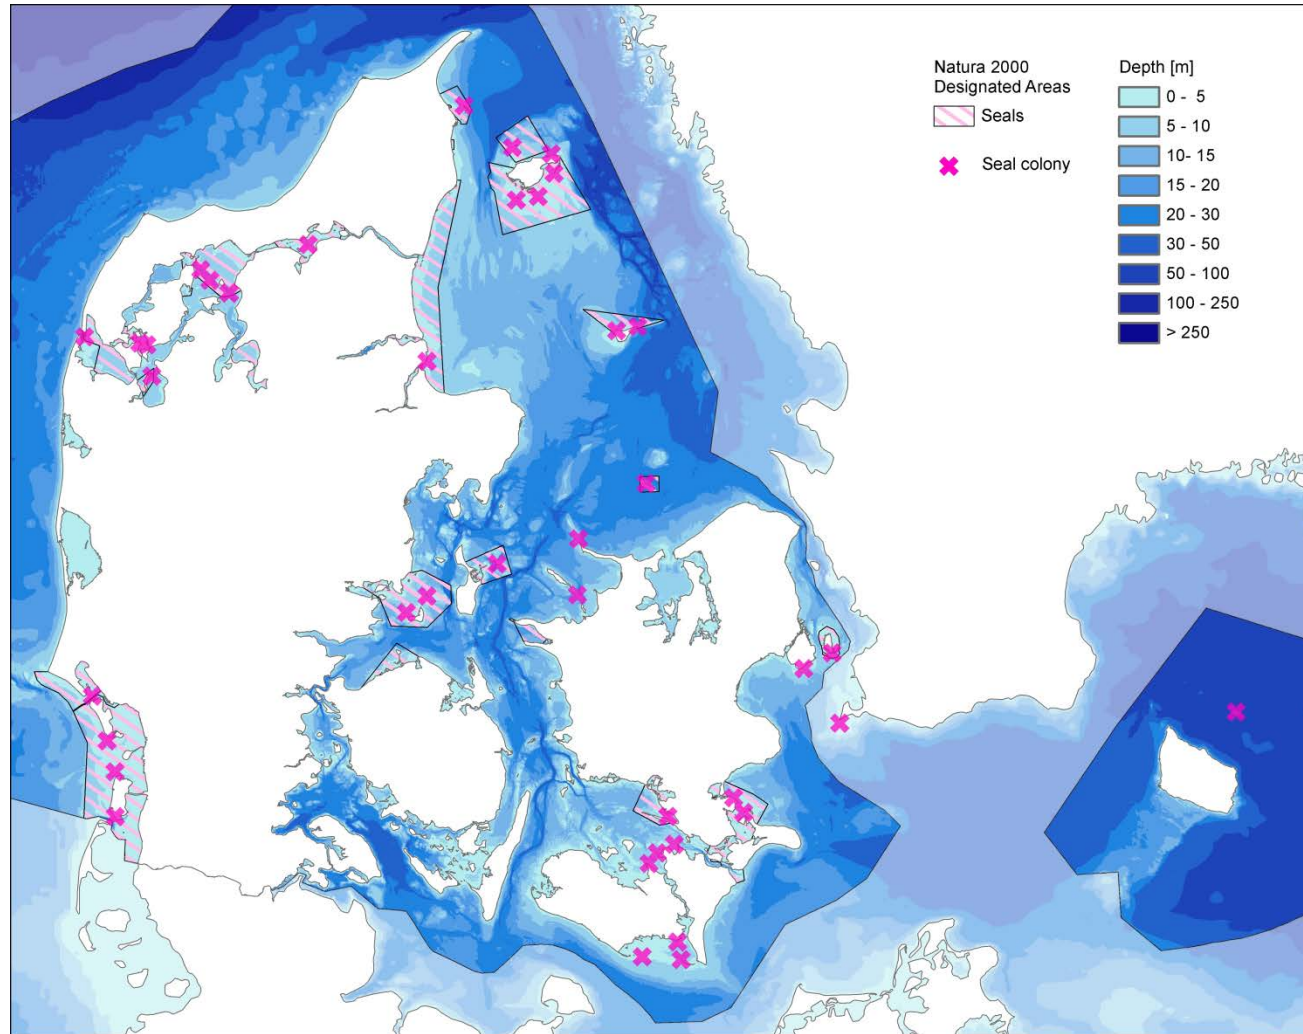 Natura 2000
Designated Areas
Seals
Seal colony
Depth [m]
0 - 5
5 - 10
10- 15
15 - 20
20 - 30
30 - 50
50 - 100
100 - 250
> 250